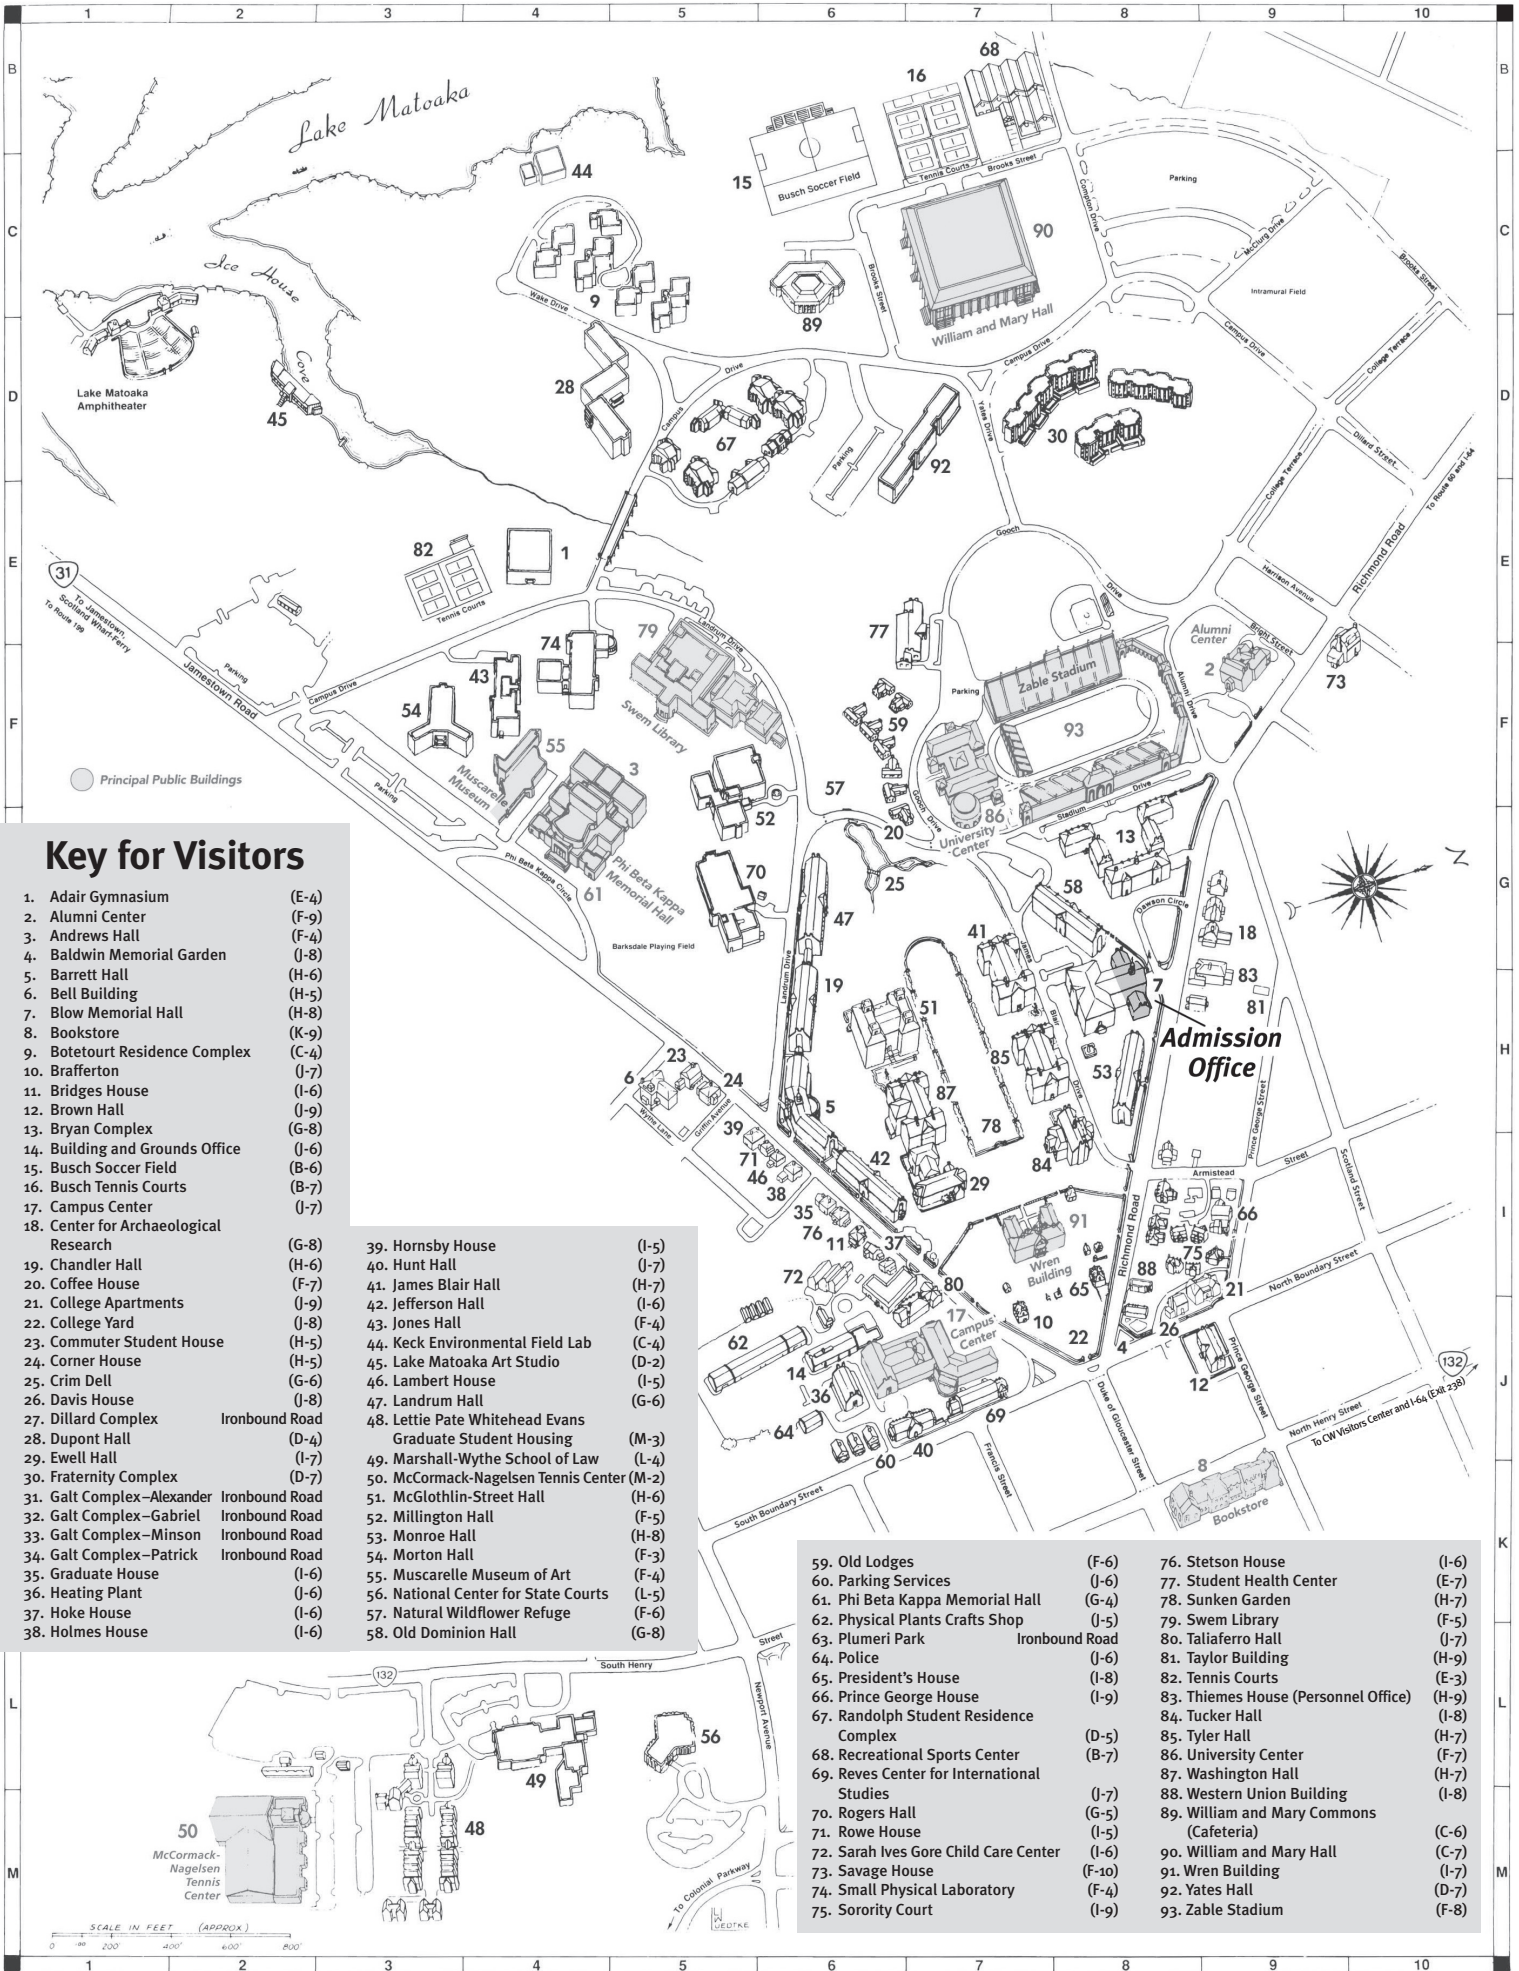 1 2 3 4 5 6 7 8 9 10
B B
C C
D D
E E
F F
G
H
I
J
K
L L
M M
Lake Matoaka
Ice House
Cove
68
16
44
15
Busch Soccer Field
Tennis Courts
Brooks Street
Compton Drive
Parking
McClurg Drive
Brooks Street
90
William and Mary Hall
Brooks Street
Intramural Field
9
Wake Drive
89
Campus Drive
Campus Drive
College Terrace
Lake Matoaka
Amphitheater
45
28
Campus
Drive
67
Parking
92
Yates Drive
30
Dillard Street
College Terrace
To Route 60 and I-64
Richmond Road
31
To Jamestown,
Scotland Wharf-Ferry
To Route 199
82
Tennis Courts
1
Gooch
Drive
Harrison Avenue
Bright Street
Alumni
Center
2
73
Parking
Jamestown Road
Campus Drive
74
79
Landrum Drive
Swem Library
77
Parking
Zable Stadium
93
Alumni Drive
43
54
59
55
Muscarelle
Museum
3
Parking
52
57
20
Gooch Drive
86
University
Center
Stadium
Drive
Principal Public Buildings
Phi Beta Kappa Circle
61
Phi Beta Kappa
Memorial Hall
70
Barksdale Playing Field
25
13
58
Dawson Circle
Z
47
41
James
Blair
Drive
18
83
81
7
Admission
Office
Landrum Drive
19
51
85
53
Prince George Street
23
6
24
Wythe Lane
Griffin Avenue
5
87
78
39
71
46
38
42
84
29
Armistead
Street
Scotland Street
35
76
11
37
91
Wren
Building
Richmond Road
66
75
88
65
21
North Boundary Street
72
80
10
22
4
26
62
17
Campus
Center
14
36
12
Prince George Street
132
64
60
40
69
Duke of Gloucester Street
Francis Street
North Henry Street
To CW Visitors Center and I-64 (Exit 238)
South Boundary Street
8
Bookstore
Key for Visitors
1. Adair Gymnasium (E-4)
2. Alumni Center (F-9)
3. Andrews Hall (F-4)
4. Baldwin Memorial Garden (J-8)
5. Barrett Hall (H-6)
6. Bell Building (H-5)
7. Blow Memorial Hall (H-8)
8. Bookstore (K-9)
9. Botetourt Residence Complex (C-4)
10. Brafferton (J-7)
11. Bridges House (I-6)
12. Brown Hall (J-9)
13. Bryan Complex (G-8)
14. Building and Grounds Office (J-6)
15. Busch Soccer Field (B-6)
16. Busch Tennis Courts (B-7)
17. Campus Center (J-7)
18. Center for Archaeological
Research (G-8)
19. Chandler Hall (H-6)
20. Coffee House (F-7)
21. College Apartments (J-9)
22. College Yard (J-8)
23. Commuter Student House (H-5)
24. Corner House (H-5)
25. Crim Dell (G-6)
26. Davis House (J-8)
27. Dillard Complex Ironbound Road
28. Dupont Hall (D-4)
29. Ewell Hall (I-7)
30. Fraternity Complex (D-7)
31. Galt Complex–Alexander Ironbound Road
32. Galt Complex–Gabriel Ironbound Road
33. Galt Complex–Minson Ironbound Road
34. Galt Complex–Patrick Ironbound Road
35. Graduate House (I-6)
36. Heating Plant (J-6)
37. Hoke House (I-6)
38. Holmes House (I-6)
39. Hornsby House (I-5)
40. Hunt Hall (J-7)
41. James Blair Hall (H-7)
42. Jefferson Hall (I-6)
43. Jones Hall (F-4)
44. Keck Environmental Field Lab (C-4)
45. Lake Matoaka Art Studio (D-2)
46. Lambert House (I-5)
47. Landrum Hall (G-6)
48. Lettie Pate Whitehead Evans
Graduate Student Housing (M-3)
49. Marshall-Wythe School of Law (L-4)
50. McCormack-Nagelsen Tennis Center (M-2)
51. McGlothlin-Street Hall (H-6)
52. Millington Hall (F-5)
53. Monroe Hall (H-8)
54. Morton Hall (F-3)
55. Muscarelle Museum of Art (F-4)
56. National Center for State Courts (L-5)
57. Natural Wildflower Refuge (F-6)
58. Old Dominion Hall (G-8)
59. Old Lodges (F-6)
60. Parking Services (J-6)
61. Phi Beta Kappa Memorial Hall (G-4)
62. Physical Plants Crafts Shop (J-5)
63. Plumeri Park Ironbound Road
64. Police (J-6)
65. President's House (I-8)
66. Prince George House (I-9)
67. Randolph Student Residence
Complex (D-5)
68. Recreational Sports Center (B-7)
69. Reves Center for International
Studies (J-7)
70. Rogers Hall (G-5)
71. Rowe House (I-5)
72. Sarah Ives Gore Child Care Center (I-6)
73. Savage House (F-10)
74. Small Physical Laboratory (F-4)
75. Sorority Court (I-9)
76. Stetson House (I-6)
77. Student Health Center (E-7)
78. Sunken Garden (H-7)
79. Swem Library (F-5)
80. Taliaferro Hall (J-7)
81. Taylor Building (H-9)
82. Tennis Courts (E-3)
83. Thiemes House (Personnel Office) (H-9)
84. Tucker Hall (I-8)
85. Tyler Hall (H-7)
86. University Center (F-7)
87. Washington Hall (H-7)
88. Western Union Building (I-8)
89. William and Mary Commons
(Cafeteria) (C-6)
90. William and Mary Hall (C-7)
91. Wren Building (I-7)
92. Yates Hall (D-7)
93. Zable Stadium (F-8)
132
South Henry
Street
Newport Avenue
56
49
48
50
McCormack-
Nagelsen
Tennis
Center
To Colonial Parkway
UEDTKE
SCALE IN FEET (APPROX)
0 200' 400' 600' 800'
1 2 3 4 5 6 7 8 9 10